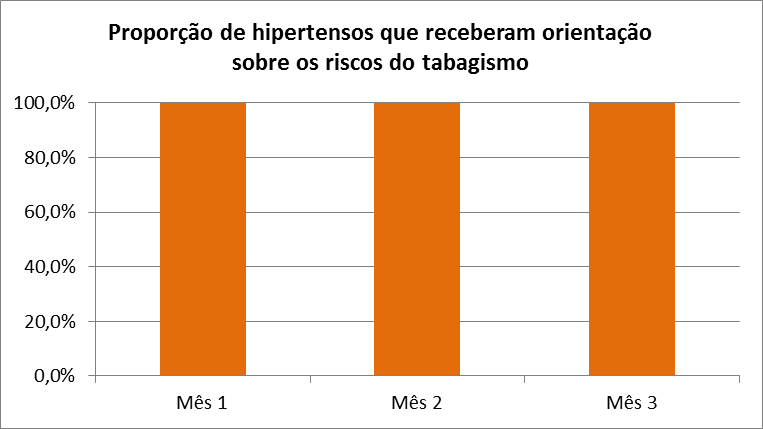 Proporção de hipertensos que receberam orientação
sobre os riscos do tabagismo
100,0%
80,0%
60,0%
40,0%
20,0%
0,0%
Mês 1
Mês 2
Mês 3